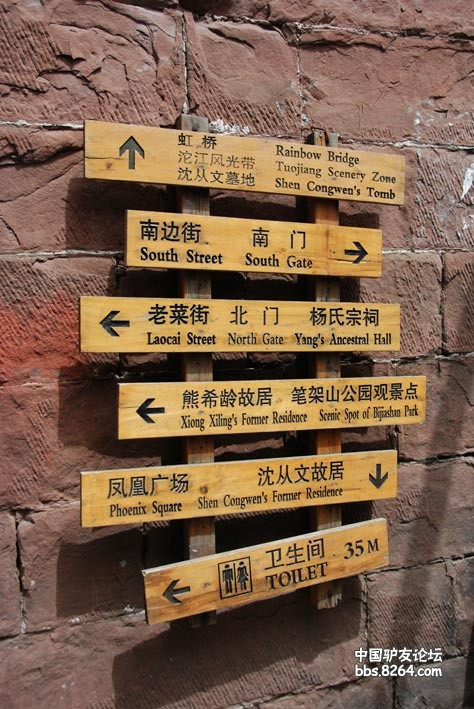 虹桥 Rainbow Bridge
沱江风光带 Tuojiang Scenery Zone
沈从文墓地 Shen Congwen's Tomb
南边街 南门
South Street South Gate
老菜街 北门 杨氏宗祠
Laocai Street North Gate Yang's Ancestral Hall
熊希龄故居 笔架山公园观景点
Xiong Xiling's Former Residence Scenic Spot of Bijiashan Park
凤凰广场 沈从文故居
Phoenix Square Shen Congwen's Former Residence
卫生间 35M
TOILET
中国驴友论坛
bbs.8264.com